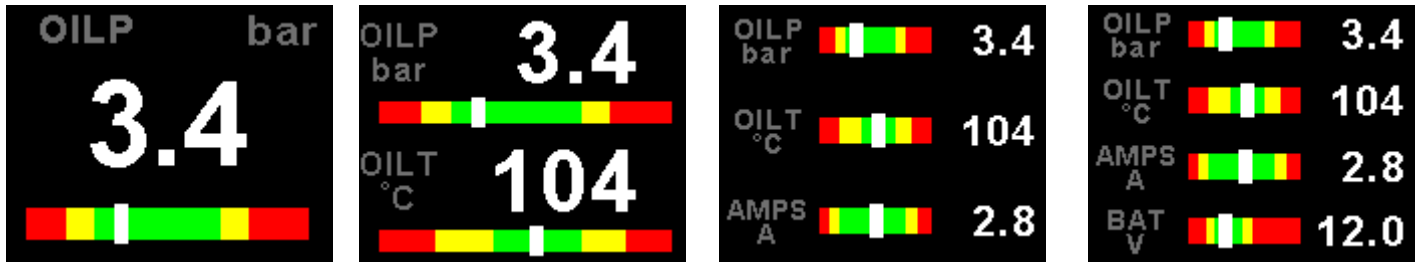 OILP bar
3.4
OILP
bar
3.4
OILT
°C
104
OILP
bar
3.4
OILT
°C
104
AMPS
A
2.8
OILP
bar
3.4
OILT
°C
104
AMPS
A
2.8
BAT
V
12.0